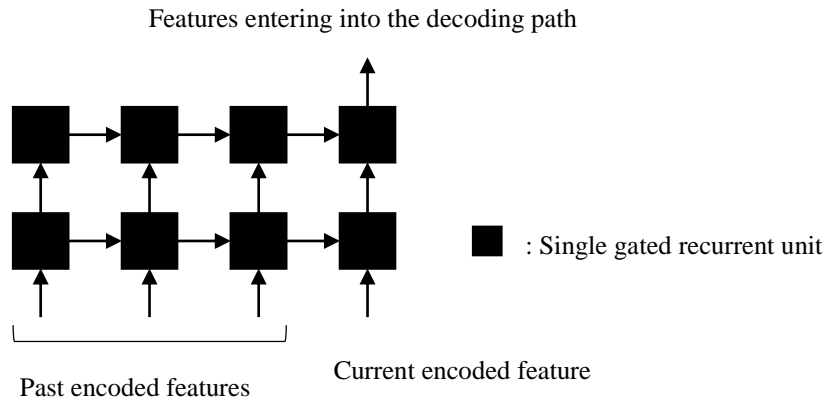 Features entering into the decoding path
: Single gated recurrent unit
Current encoded feature
Past encoded features